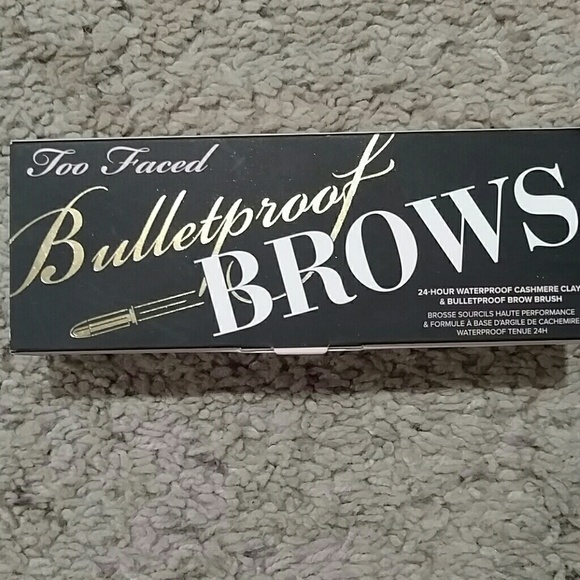 Too Faced
Bulletproof
BROWS
24-HOUR WATERPROOF CASHMERE CLAY
& BULLETPROOF BROW BRUSH
BROSSE SOURCILS HAUTE PERFORMANCE
& FORMULE À BASE D'ARGILE DE CACHEMIRE
WATERPROOF TENUE 24H